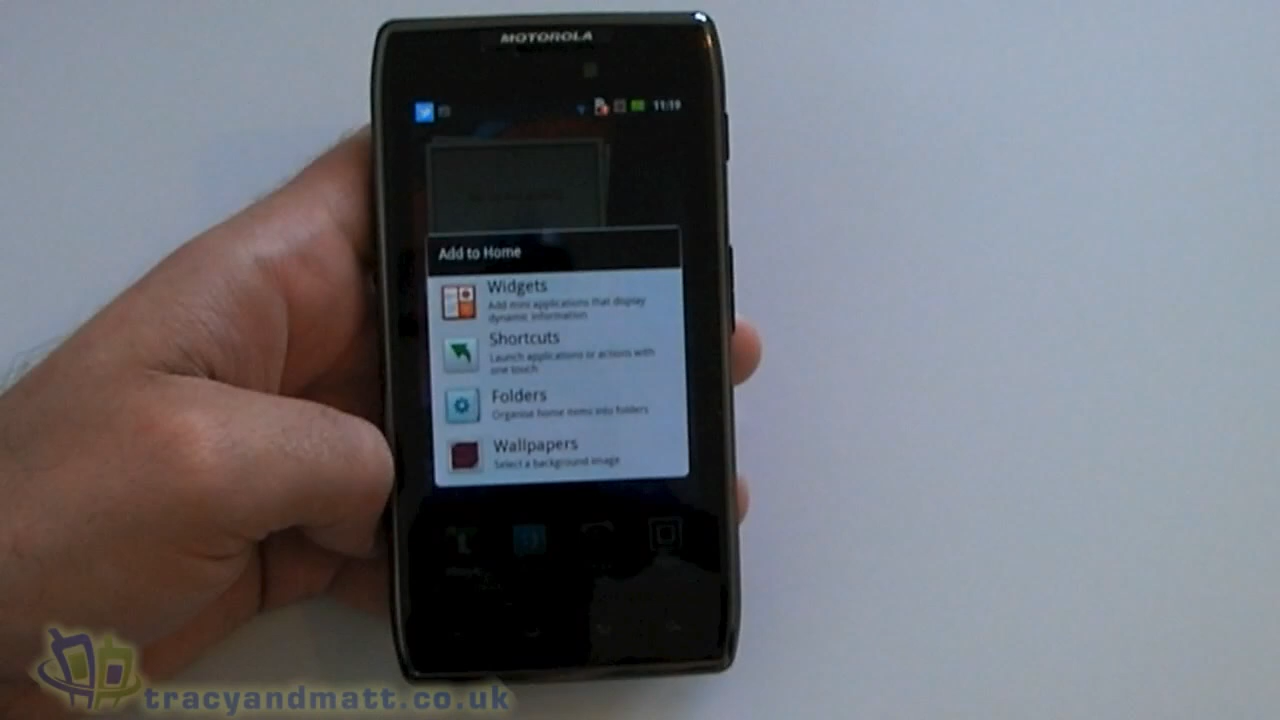 MOTOROLA
11:19
Add to Home
Widgets
Add mini applications that display
dynamic information
Shortcuts
Launch applications or actions with
one touch
Folders
Organise home items into folders
Wallpapers
Select a background image
tracyandmatt.co.uk